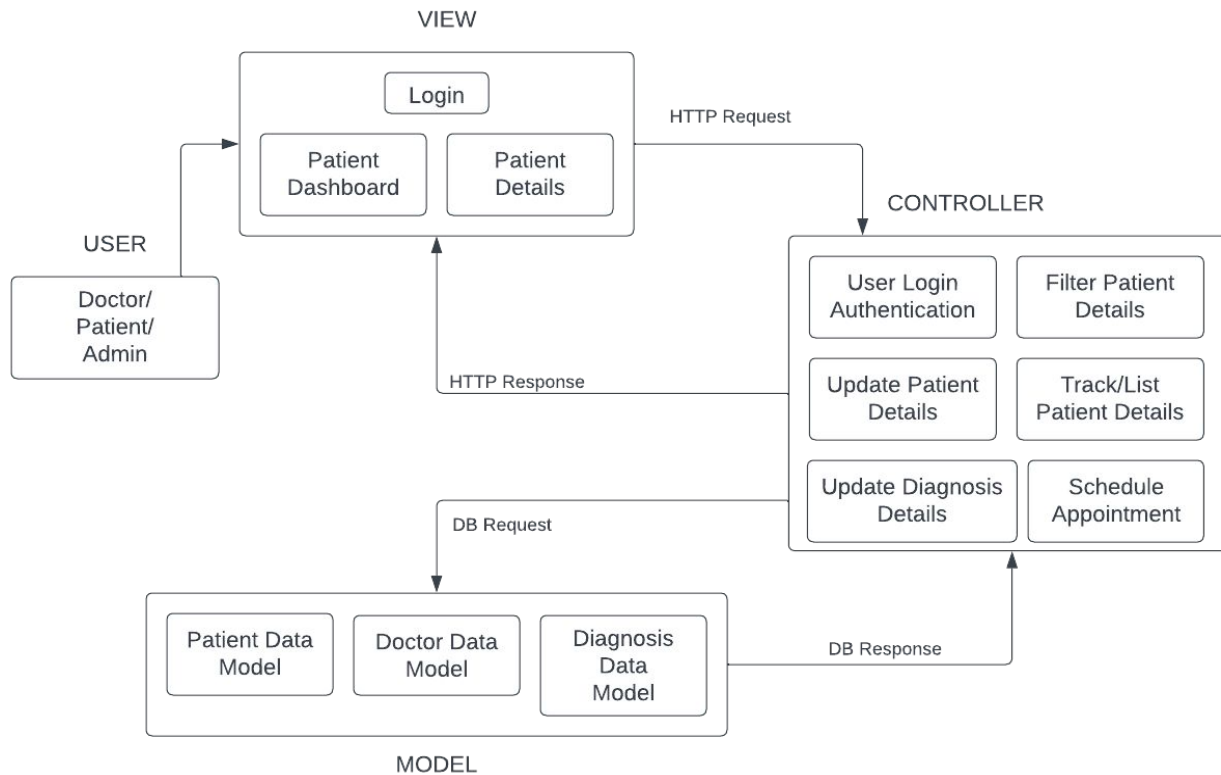 VIEW
Login
Patient
Dashboard
Patient
Details
HTTP Request
USER
Doctor/
Patient/
Admin
CONTROLLER
User Login
Authentication
Filter Patient
Details
Update Patient
Details
Track/List
Patient Details
Update Diagnosis
Details
Schedule
Appointment
HTTP Response
DB Request
Patient Data
Model
Doctor Data
Model
Diagnosis
Data
Model
DB Response
MODEL